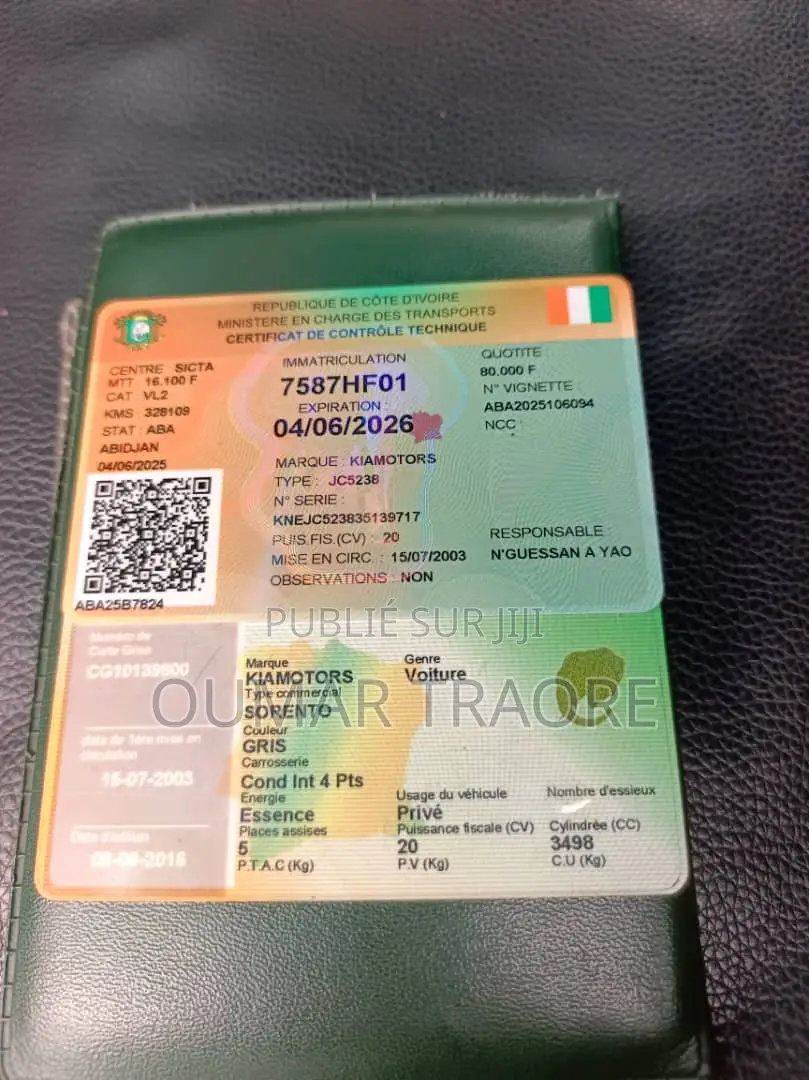 REPUBLIQUE DE CÔTE D'IVOIRE
MINISTERE EN CHARGE DES TRANSPORTS
CERTIFICAT DE CONTRÔLE TECHNIQUE
CENTRE SICTA
MTT 16.100 F
CAT VL2
KMS 328109
STAT : ABA
ABIDJAN
04/06/2025
ABA25B7824
IMMATRICULATION
7587HF01
EXPIRATION :
04/06/2026
MARQUE : KIAMOTORS
TYPE : JC5238
N° SERIE :
KNEJC523835139717
PUIS.FIS.(CV) : 20
MISE EN CIRC. : 15/07/2003
OBSERVATIONS : NON
QUOTITE
80.000 F
N° VIGNETTE
ABA2025106094
NCC :
RESPONSABLE :
N'GUESSAN A YAO
PUBLIÉ SUR JIJI
OUMAR TRAORE
Numéro de
Carte Grise
CG10139600
date de 1ère mise en
circulation
15-07-2003
Date d'édition
2016
Marque
KIAMOTORS
Type commercial
SORENTO
Couleur
GRIS
Carrosserie
Cond Int 4 Pts
Energie
Essence
Places assises
5
P.T.A.C (Kg)
Genre
Voiture
Usage du véhicule
Privé
Puissance fiscale (CV)
20
P.V (Kg)
Nombre d'essieux
Cylindrée (CC)
3498
C.U (Kg)